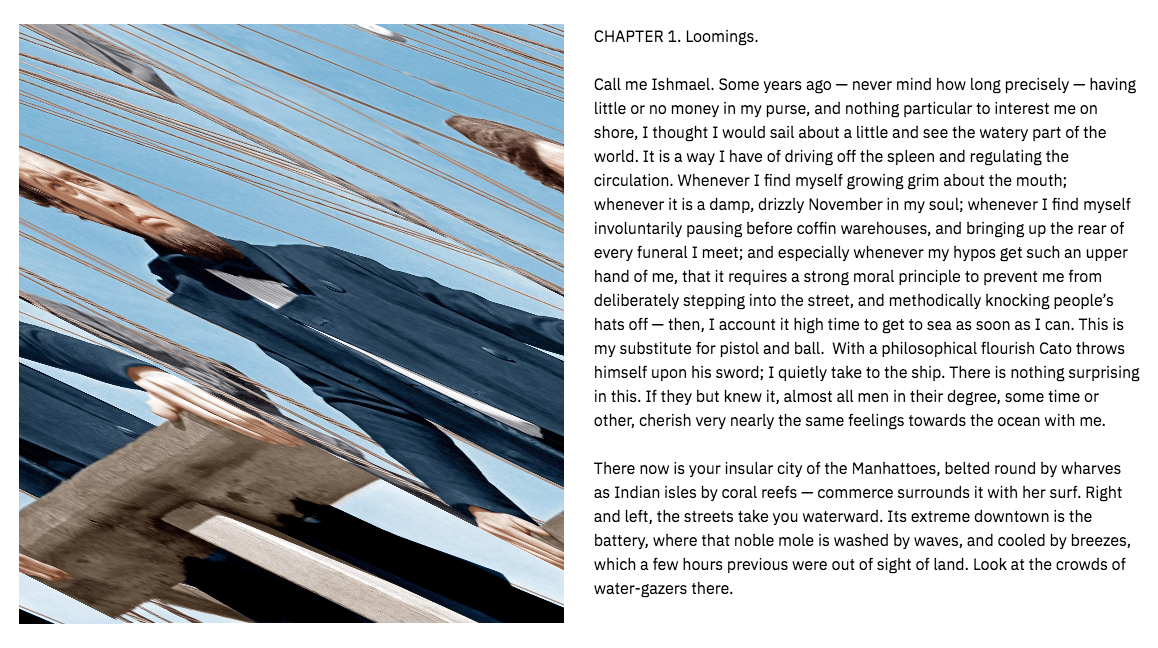 CHAPTER 1. Loomings.
Call me Ishmael. Some years ago — never mind how long precisely — having
little or no money in my purse, and nothing particular to interest me on
shore, I thought I would sail about a little and see the watery part of the
world. It is a way I have of driving off the spleen and regulating the
circulation. Whenever I find myself growing grim about the mouth;
whenever it is a damp, drizzly November in my soul; whenever I find myself
involuntarily pausing before coffin warehouses, and bringing up the rear of
every funeral I meet; and especially whenever my hypos get such an upper
hand of me, that it requires a strong moral principle to prevent me from
deliberately stepping into the street, and methodically knocking people’s
hats off — then, I account it high time to get to sea as soon as I can. This is
my substitute for pistol and ball.  With a philosophical flourish Cato throws
himself upon his sword; I quietly take to the ship. There is nothing surprising
in this. If they but knew it, almost all men in their degree, some time or
other, cherish very nearly the same feelings towards the ocean with me.
There now is your insular city of the Manhattoes, belted round by wharves
as Indian isles by coral reefs — commerce surrounds it with her surf. Right
and left, the streets take you waterward. Its extreme downtown is the
battery, where that noble mole is washed by waves, and cooled by breezes,
which a few hours previous were out of sight of land. Look at the crowds of
water-gazers there.